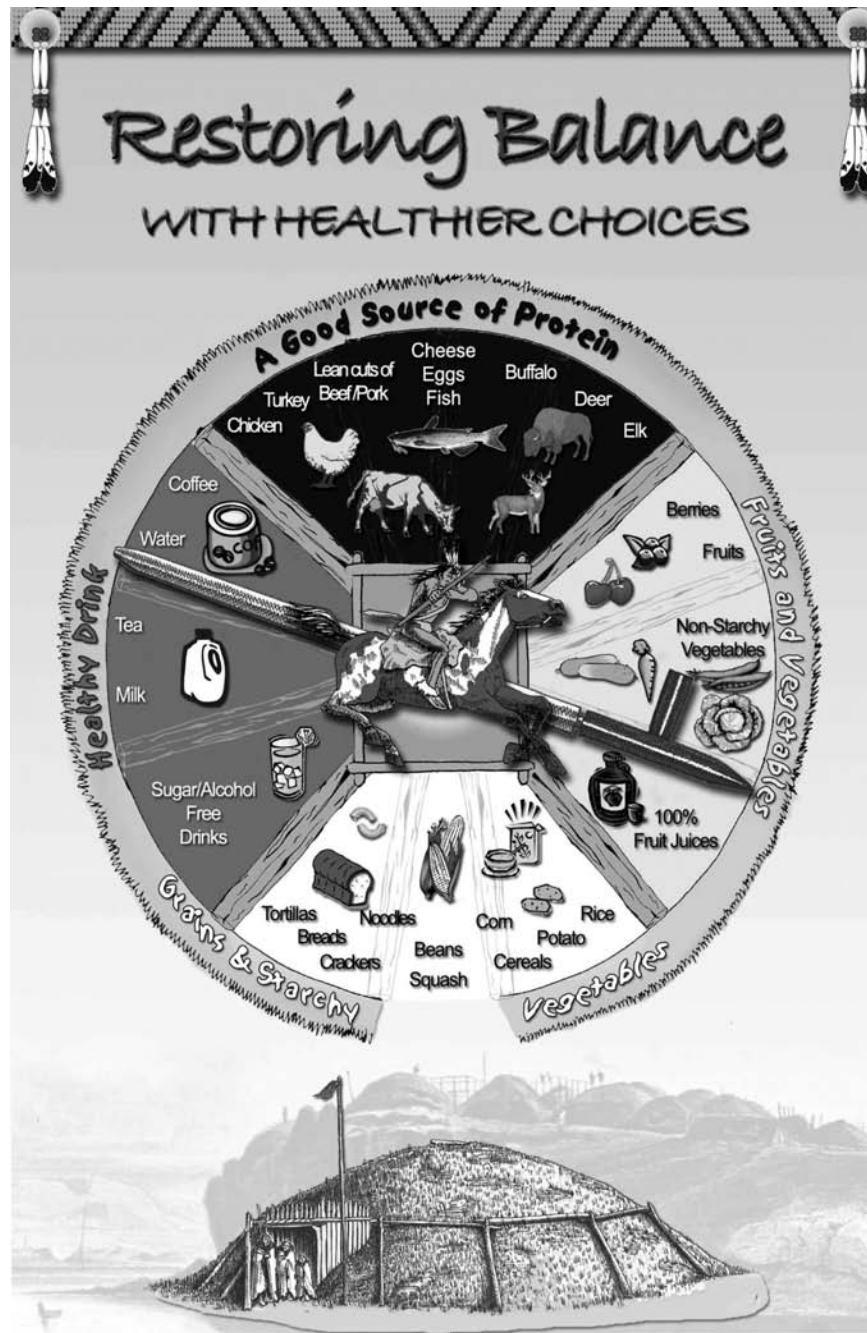 Restoring Balance
WITH HEALTHIER CHOICES
A Good Source of Protein
Cheese
Eggs
Fish
Lean cuts of
Beef/Pork
Turkey
Chicken
Buffalo
Deer
Elk
Healthy Drink
Coffee
Water
Tea
Milk
Sugar/Alcohol
Free
Drinks
Fruits and Vegetables
Berries
Fruits
Non-Starchy
Vegetables
100%
Fruit Juices
Grains & Starchy
Vegetables
Tortillas
Breads
Crackers
Noodles
Beans
Squash
Corn
Cereals
Potato
Rice